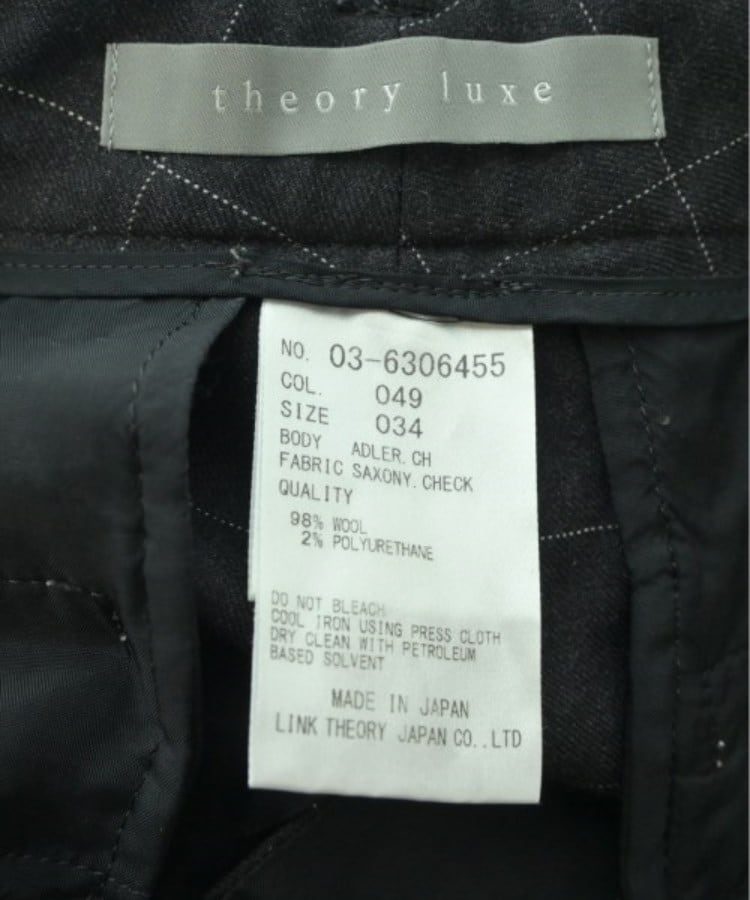 theory luxe
NO. 03-6306455
COL. 049
SIZE 034
BODY ADLER.CH
FABRIC SAXONY.CHECK
QUALITY
98% WOOL
2% POLYURETHANE
DO NOT BLEACH
COOL IRON USING PRESS CLOTH
DRY CLEAN WITH PETROLEUM
BASED SOLVENT
MADE IN JAPAN
LINK THEORY JAPAN CO.,LTD